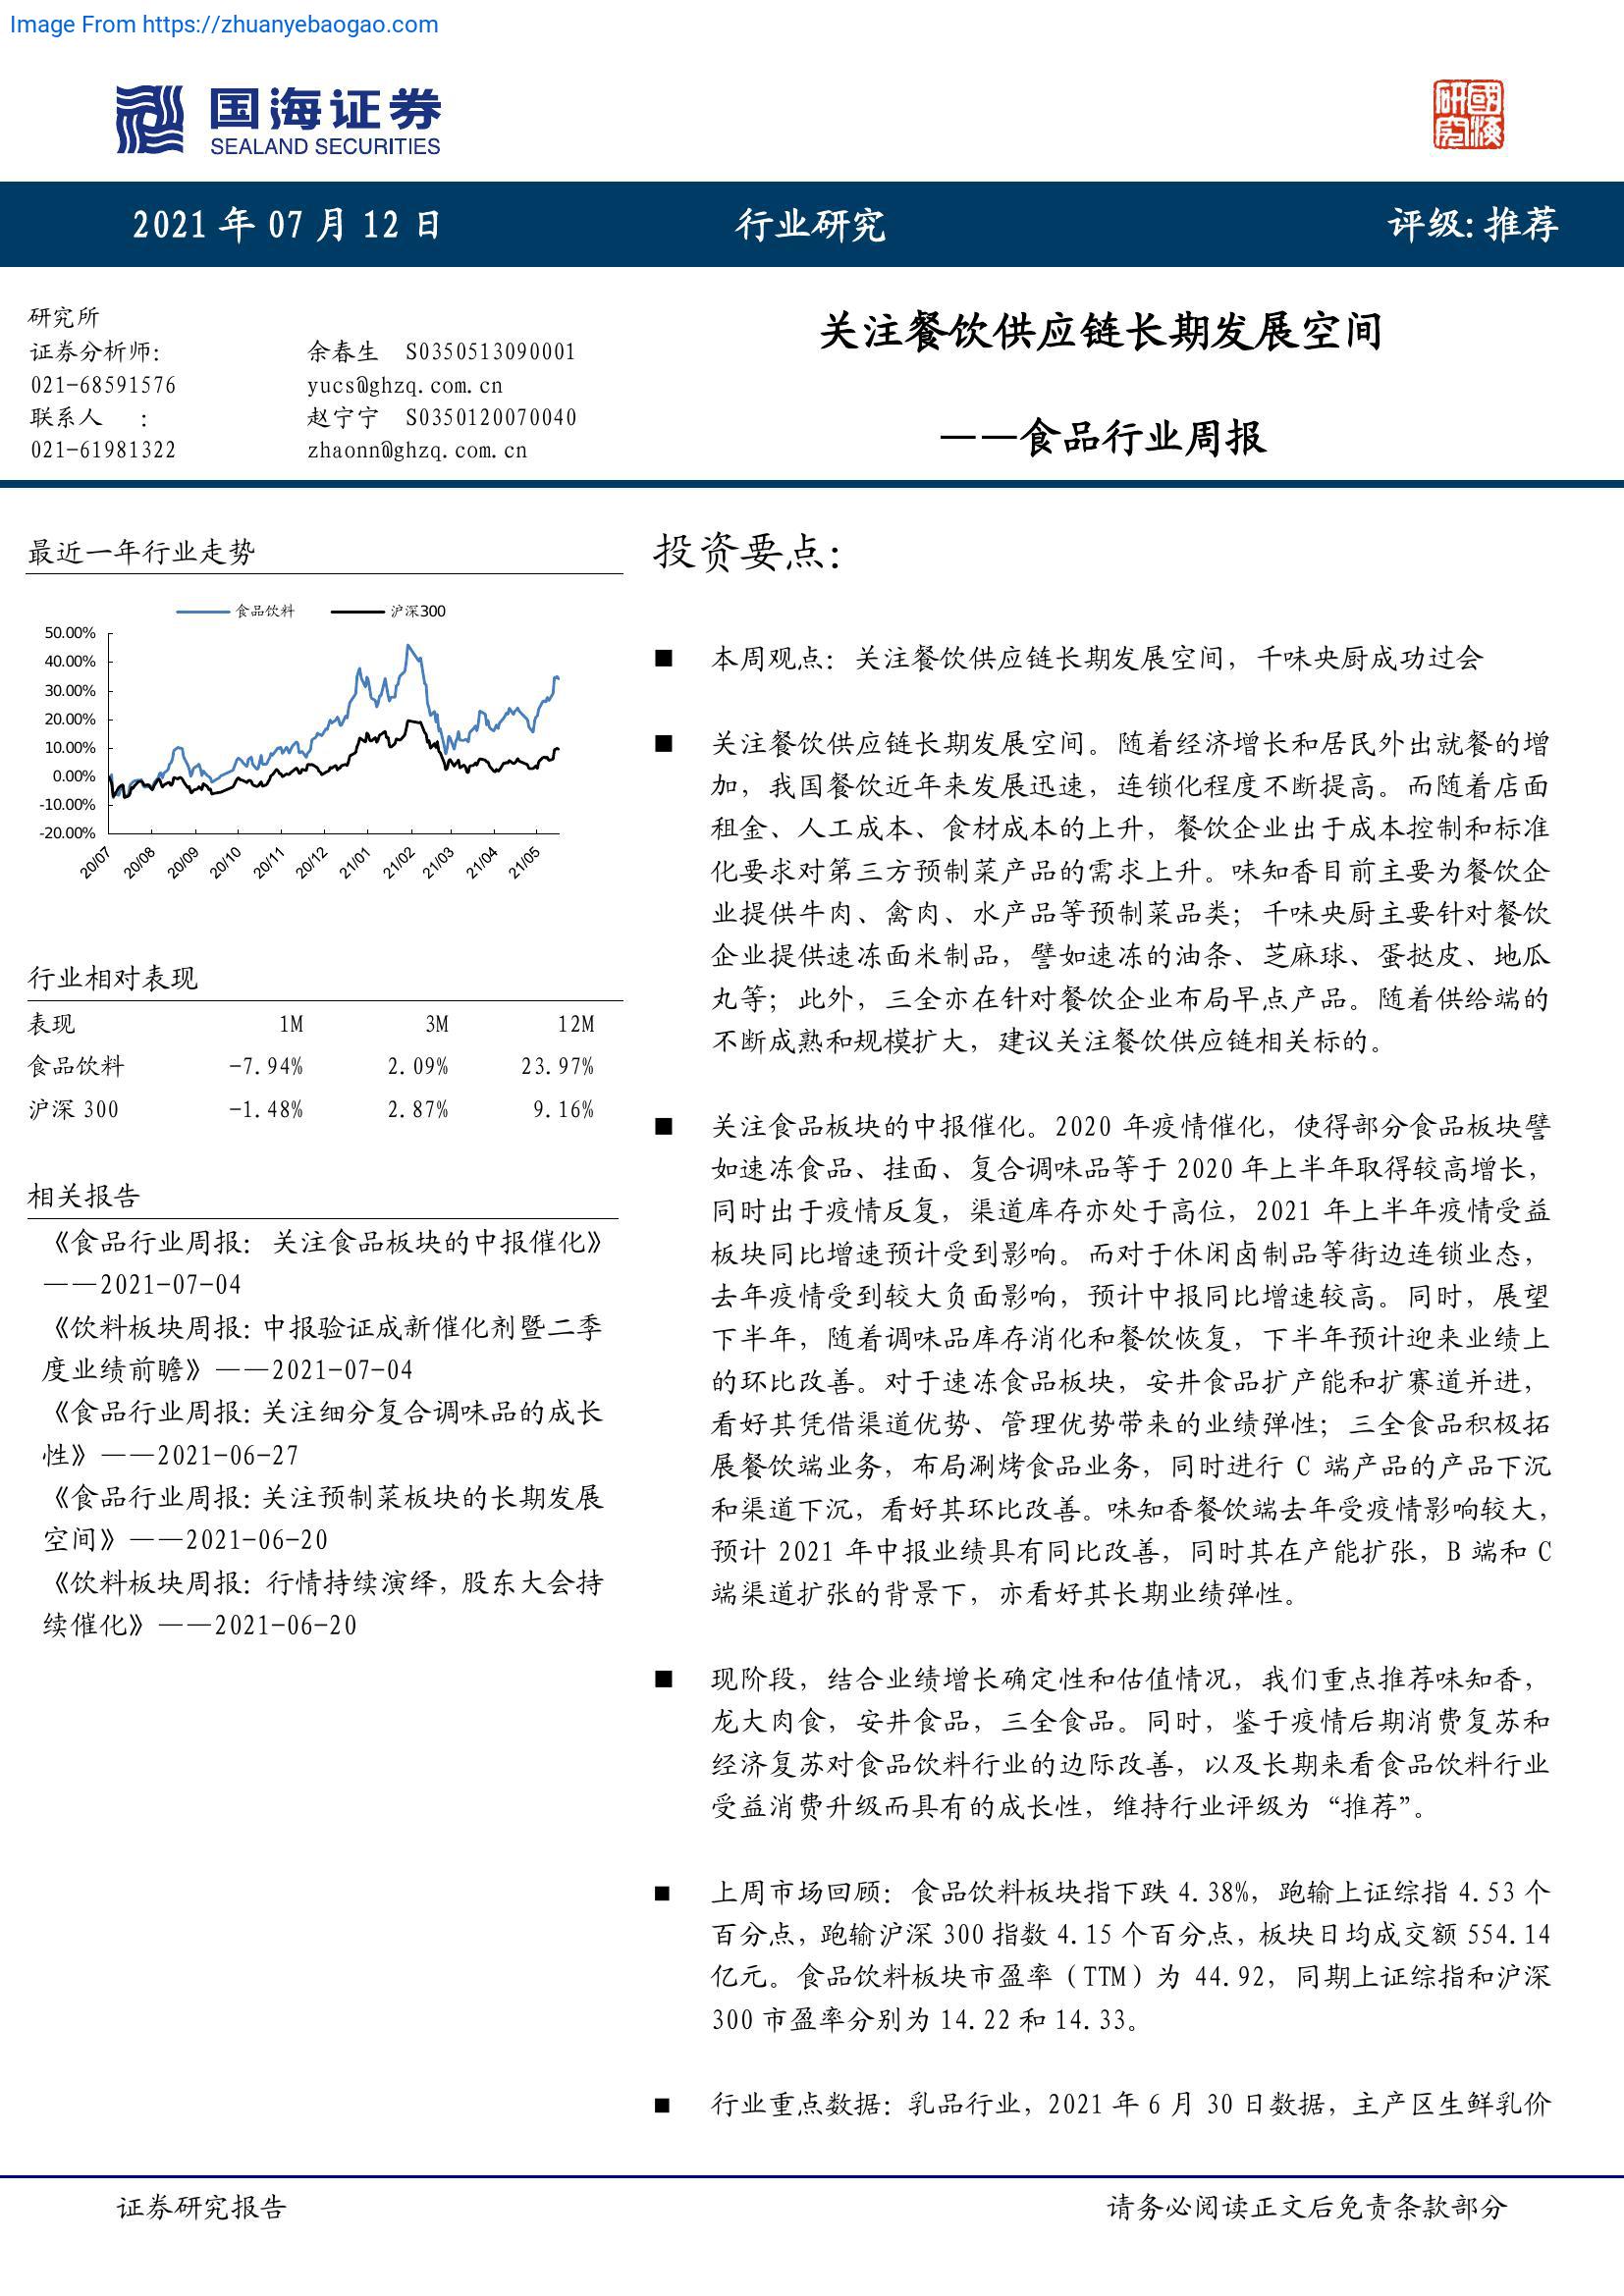 Image From https://zhuanyebaogao.com
国海证券
SEALAND SECURITIES
研究
國海
2021 年 07 月 12 日
行业研究
评级:推荐
研究所
证券分析师:
余春生 S0350513090001
021-68591576
yucs@ghzq.com.cn
联系人 :
赵宁宁 S0350120070040
021-61981322
zhaonn@ghzq.com.cn
关注餐饮供应链长期发展空间
——食品行业周报
最近一年行业走势
食品饮料
沪深300
50.00%
40.00%
30.00%
20.00%
10.00%
0.00%
-10.00%
-20.00%
20/07
20/08
20/09
20/10
20/11
20/12
21/01
21/02
21/03
21/04
21/05
行业相对表现
表现 1M 3M 12M
食品饮料 -7.94% 2.09% 23.97%
沪深 300 -1.48% 2.87% 9.16%
相关报告
《食品行业周报: 关注食品板块的中报催化》
——2021-07-04
《饮料板块周报:中报验证成新催化剂暨二季
度业绩前瞻》——2021-07-04
《食品行业周报:关注细分复合调味品的成长
性》——2021-06-27
《食品行业周报:关注预制菜板块的长期发展
空间》——2021-06-20
《饮料板块周报: 行情持续演绎,股东大会持
续催化》——2021-06-20
投资要点:
■ 本周观点: 关注餐饮供应链长期发展空间, 千味央厨成功过会
■ 关注餐饮供应链长期发展空间。随着经济增长和居民外出就餐的增
加, 我国餐饮近年来发展迅速, 连锁化程度不断提高。而随着店面
租金、人工成本、食材成本的上升, 餐饮企业出于成本控制和标准
化要求对第三方预制菜产品的需求上升。味知香目前主要为餐饮企
业提供牛肉、禽肉、水产品等预制菜品类; 千味央厨主要针对餐饮
企业提供速冻面米制品, 譬如速冻的油条、芝麻球、蛋挞皮、地瓜
丸等; 此外, 三全亦在针对餐饮企业布局早点产品。随着供给端的
不断成熟和规模扩大, 建议关注餐饮供应链相关标的。
■ 关注食品板块的中报催化。2020 年疫情催化, 使得部分食品板块譬
如速冻食品、挂面、复合调味品等于 2020 年上半年取得较高增长,
同时出于疫情反复, 渠道库存亦处于高位, 2021 年上半年疫情受益
板块同比增速预计受到影响。而对于休闲卤制品等街边连锁业态,
去年疫情受到较大负面影响, 预计中报同比增速较高。同时, 展望
下半年, 随着调味品库存消化和餐饮恢复, 下半年预计迎来业绩上
的环比改善。对于速冻食品板块, 安井食品扩产能和扩赛道并进,
看好其凭借渠道优势、管理优势带来的业绩弹性; 三全食品积极拓
展餐饮端业务, 布局涮烤食品业务, 同时进行 C 端产品的产品下沉
和渠道下沉, 看好其环比改善。味知香餐饮端去年受疫情影响较大,
预计 2021 年中报业绩具有同比改善, 同时其在产能扩张, B 端和 C
端渠道扩张的背景下, 亦看好其长期业绩弹性。
■ 现阶段, 结合业绩增长确定性和估值情况, 我们重点推荐味知香,
龙大肉食, 安井食品, 三全食品。同时, 鉴于疫情后期消费复苏和
经济复苏对食品饮料行业的边际改善, 以及长期来看食品饮料行业
受益消费升级而具有的成长性, 维持行业评级为 “推荐”。
■ 上周市场回顾: 食品饮料板块指下跌 4.38%, 跑输上证综指 4.53 个
百分点, 跑输沪深 300 指数 4.15 个百分点, 板块日均成交额 554.14
亿元。食品饮料板块市盈率 (TTM) 为 44.92, 同期上证综指和沪深
300 市盈率分别为 14.22 和 14.33。
■ 行业重点数据: 乳品行业, 2021 年 6 月 30 日数据, 主产区生鲜乳价
证券研究报告
请务必阅读正文后免责条款部分